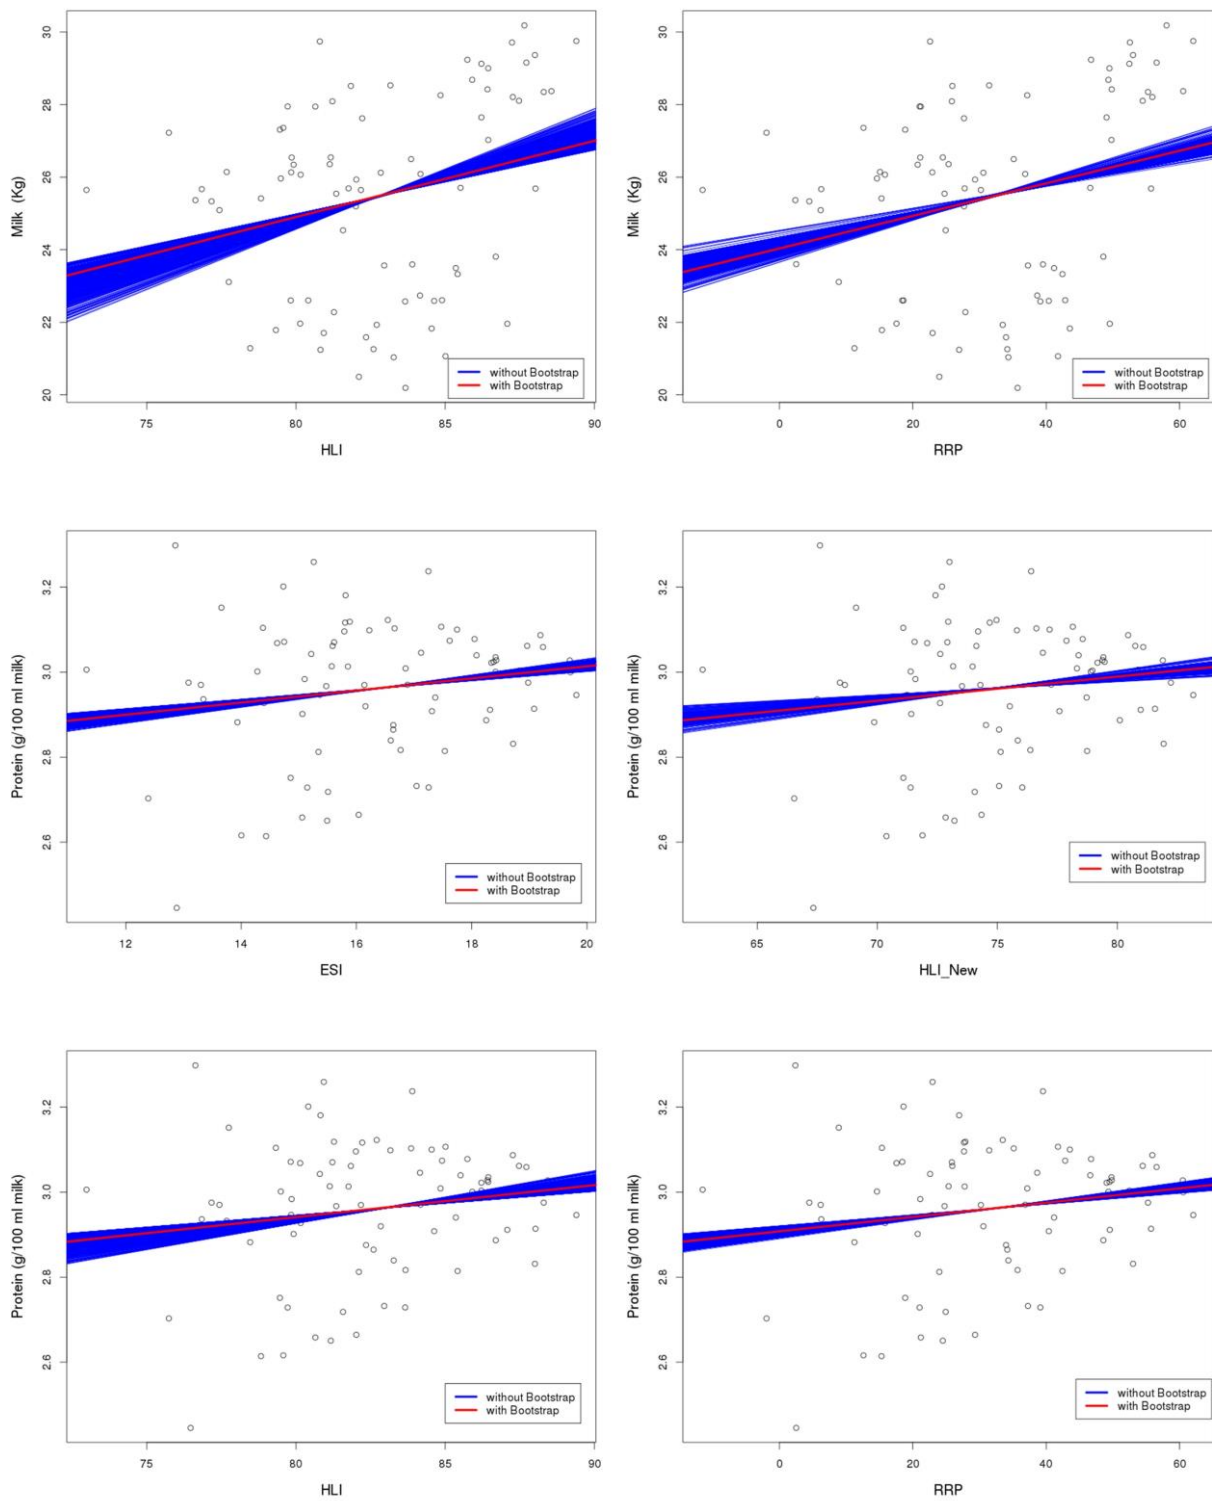 Milk (Kg)
30
28
26
24
22
20
75
80
85
90
HLI
without Bootstrap
with Bootstrap
Milk (Kg)
30
28
26
24
22
20
0
20
40
60
RRP
without Bootstrap
with Bootstrap
Protein (g/100 ml milk)
3.2
3.0
2.8
2.6
12
14
16
18
20
ESI
without Bootstrap
with Bootstrap
Protein (g/100 ml milk)
3.2
3.0
2.8
2.6
65
70
75
80
HLI_New
without Bootstrap
with Bootstrap
Protein (g/100 ml milk)
3.2
3.0
2.8
2.6
75
80
85
90
HLI
without Bootstrap
with Bootstrap
Protein (g/100 ml milk)
3.2
3.0
2.8
2.6
0
20
40
60
RRP
without Bootstrap
with Bootstrap